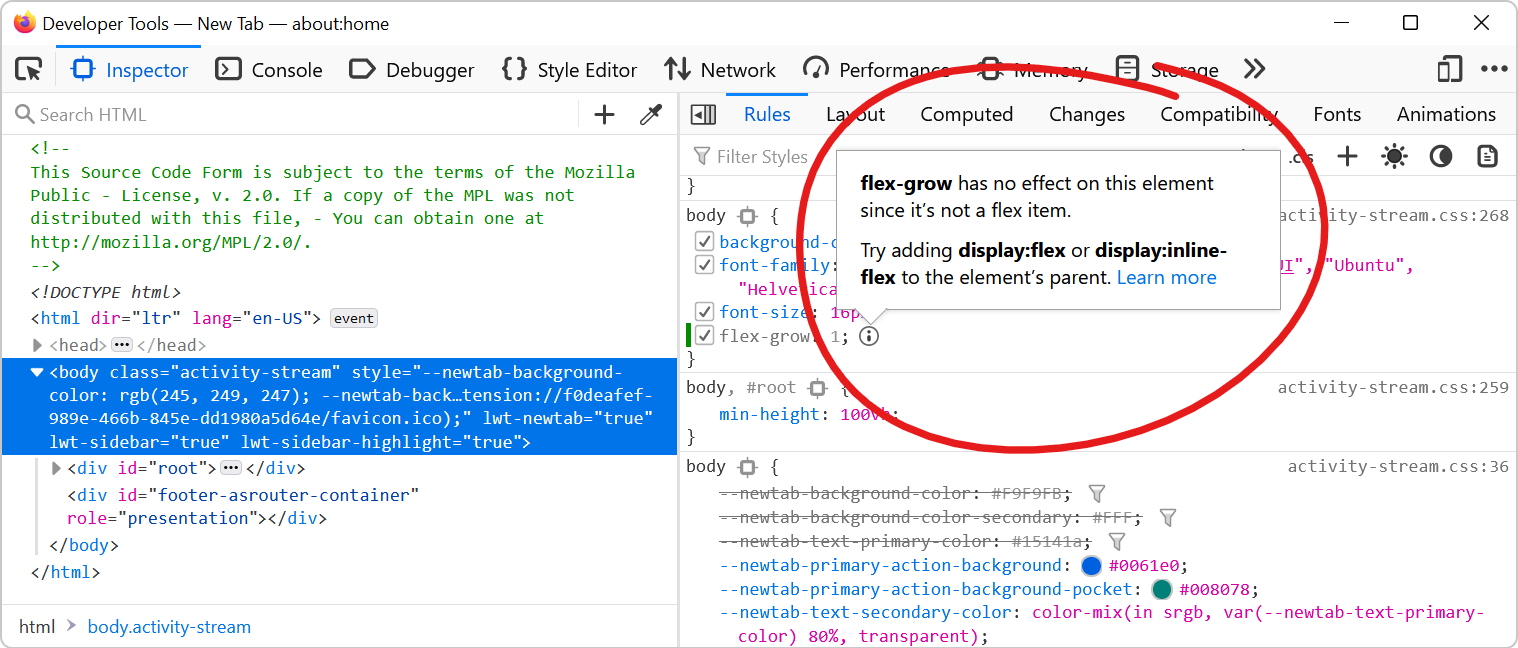 Developer Tools — New Tab — about:home
Inspector Console Debugger Style Editor Network Performance Memory Storage
Search HTML
<!--
This Source Code Form is subject to the terms of the Mozilla
Public - License, v. 2.0. If a copy of the MPL was not
distributed with this file, - You can obtain one at
http://mozilla.org/MPL/2.0/.
-->
<!DOCTYPE html>
<html dir="ltr" lang="en-US"> event
<head> ••• </head>
<body class="activity-stream" style="--newtab-background-
color: rgb(245, 249, 247); --newtab-back…tension://f0deafef-
989e-466b-845e-dd1980a5d64e/favicon.ico);" lwt-newtab="true"
lwt-sidebar="true" lwt-sidebar-highlight="true">
<div id="root"> ••• </div>
<div id="footer-asrouter-container"
role="presentation"></div>
</body>
</html>
html > body.activity-stream
Rules Layout Computed Changes Compatibility Fonts Animations
Filter Styles
}
body { activity-stream.css:268
background-c
font-family: UI", "Ubuntu",
"Helvetica
font-size: 16p
flex-grow: 1;
}
flex-grow has no effect on this element
since it’s not a flex item.
Try adding display:flex or display:inline-
flex to the element’s parent. Learn more
body, #root { activity-stream.css:259
min-height: 100vh;
}
body { activity-stream.css:36
--newtab-background-color: #F9F9FB;
--newtab-background-color-secondary: #FFF;
--newtab-text-primary-color: #15141a;
--newtab-primary-action-background: #0061e0;
--newtab-primary-action-background-pocket: #008078;
--newtab-text-secondary-color: color-mix(in srgb, var(--newtab-text-primary-
color) 80%, transparent);